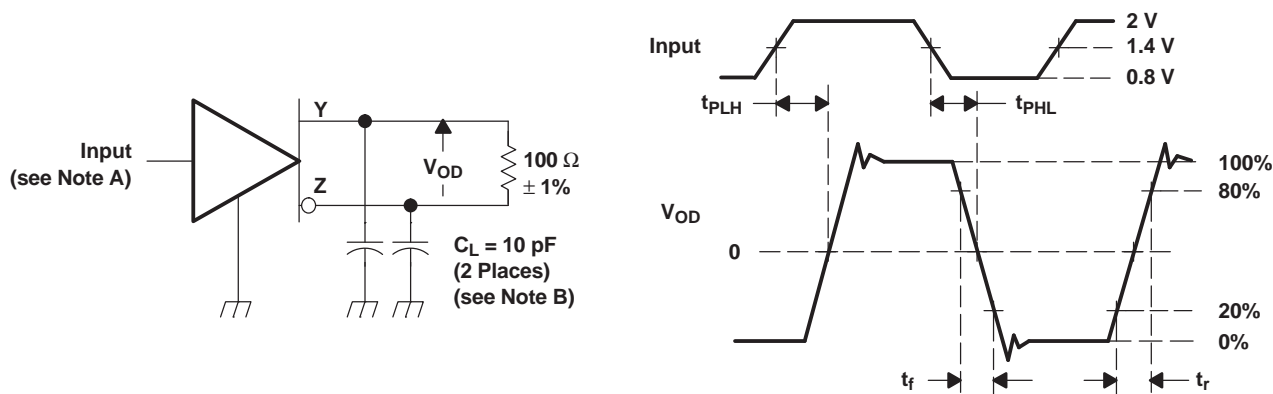 Input
(see Note A)
Y
Z
V_OD
100 Ω
± 1%
C_L = 10 pF
(2 Places)
(see Note B)
Input
2 V
1.4 V
0.8 V
t_PLH
t_PHL
V_OD
0
100%
80%
20%
0%
t_f
t_r